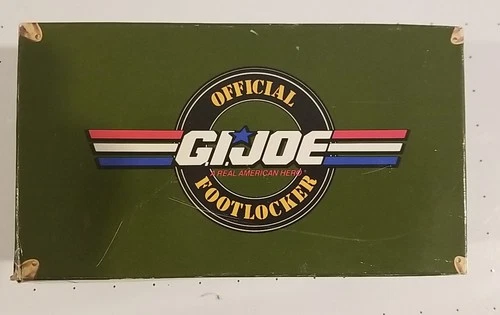 OFFICIAL
G.I. JOE
A REAL AMERICAN HERO
FOOTLOCKER